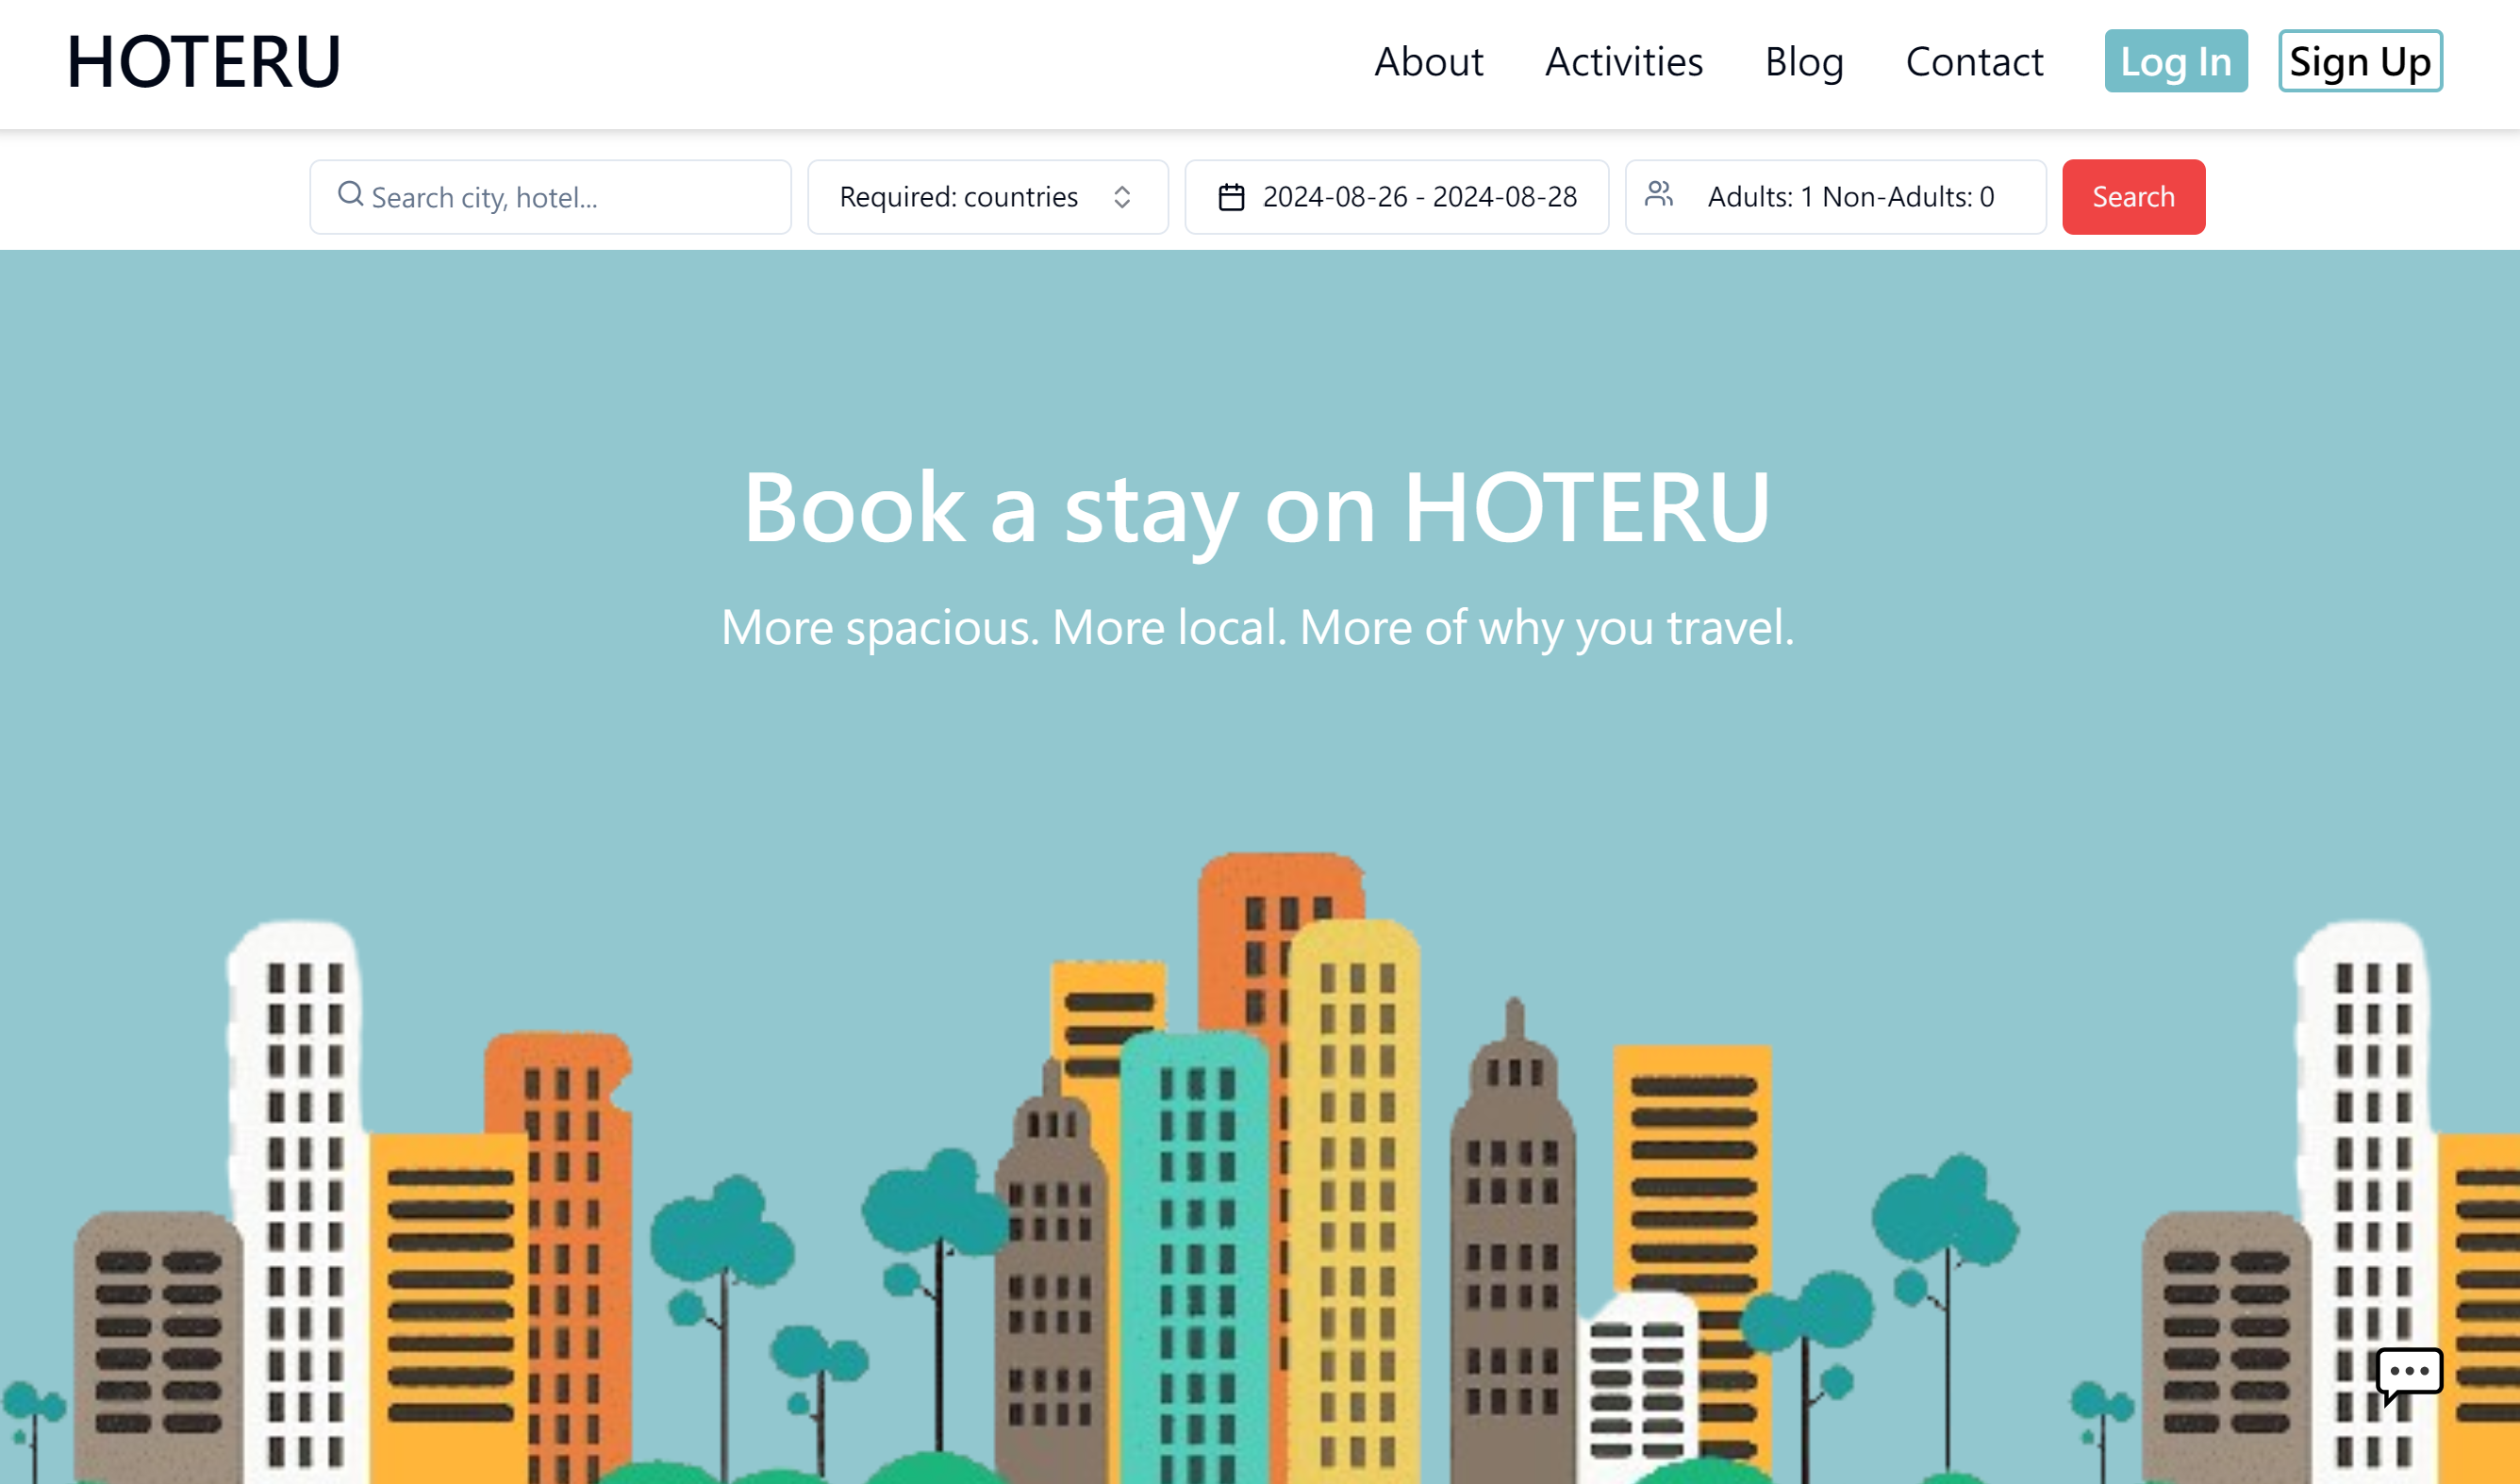 HOTERU
About Activities Blog Contact Log In Sign Up
Search city, hotel...
Required: countries
2024-08-26 - 2024-08-28
Adults: 1 Non-Adults: 0
Search
Book a stay on HOTERU
More spacious. More local. More of why you travel.